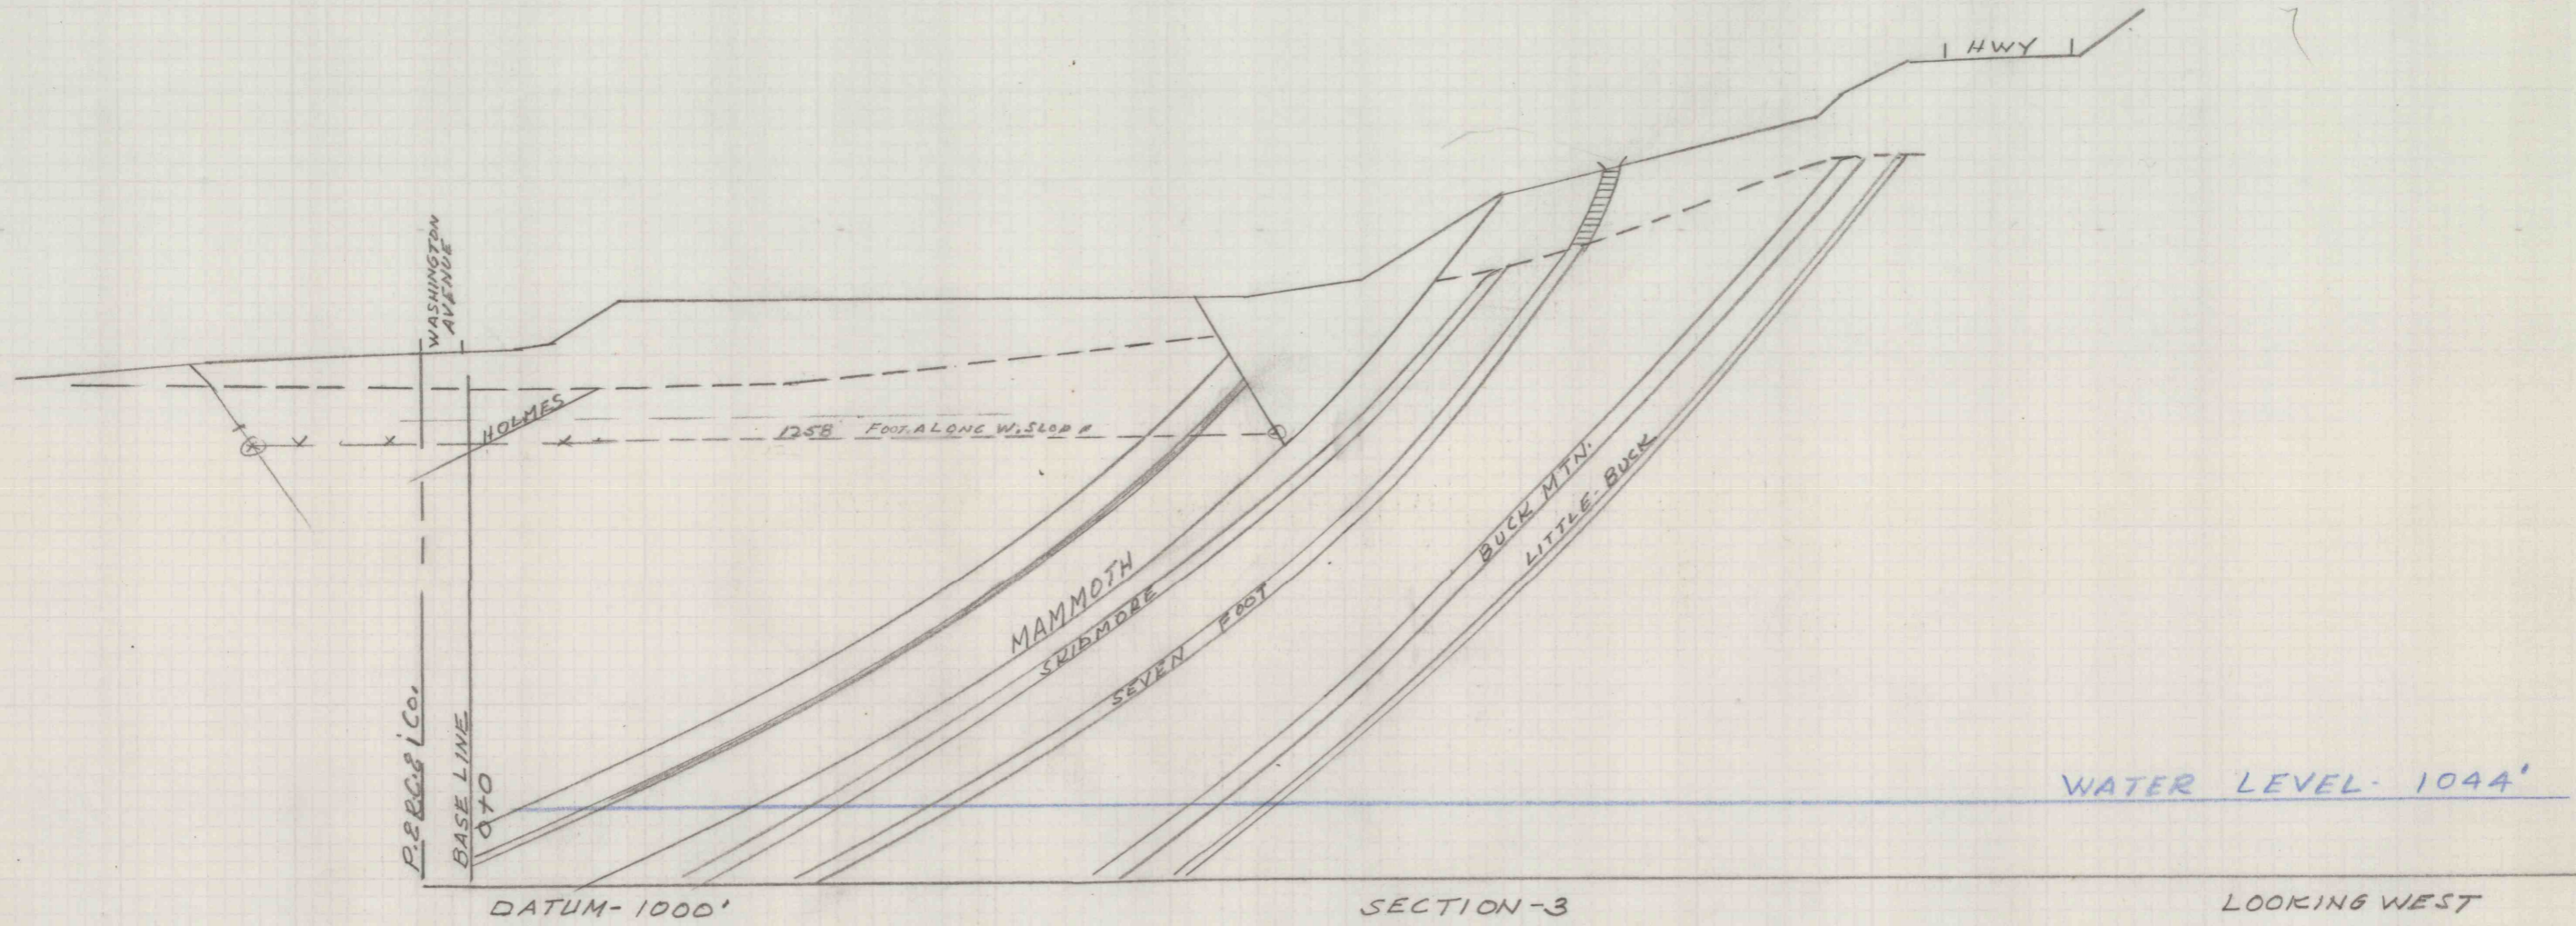 HWY
WASHINGTON
AVENUE
HOLMES
1258 FOOT ALONG W. SLOPE
BUCK MTN.
LITTLE-BUCK
MAMMOTH
SKIDMORE
SEVEN FOOT
P. & R. C. & i Co.
BASE LINE
0+0
WATER LEVEL- 1044'
DATUM-1000'
SECTION-3
LOOKING WEST